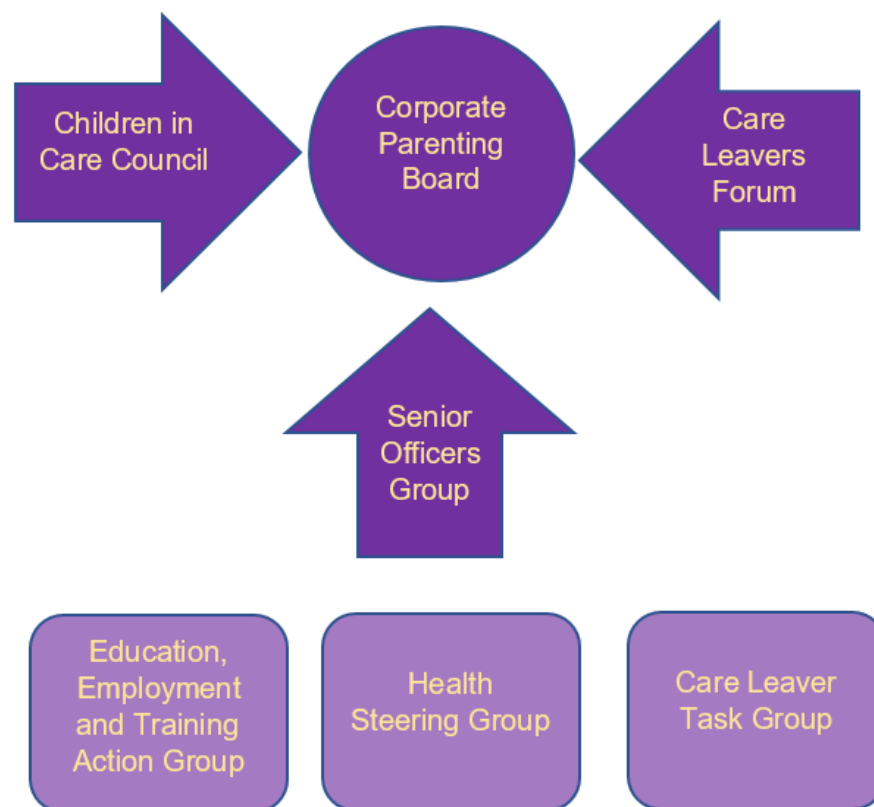 Children in
Care Council
Corporate
Parenting
Board
Care
Leavers
Forum
Senior
Officers
Group
Education,
Employment
and Training
Action Group
Health
Steering Group
Care Leaver
Task Group